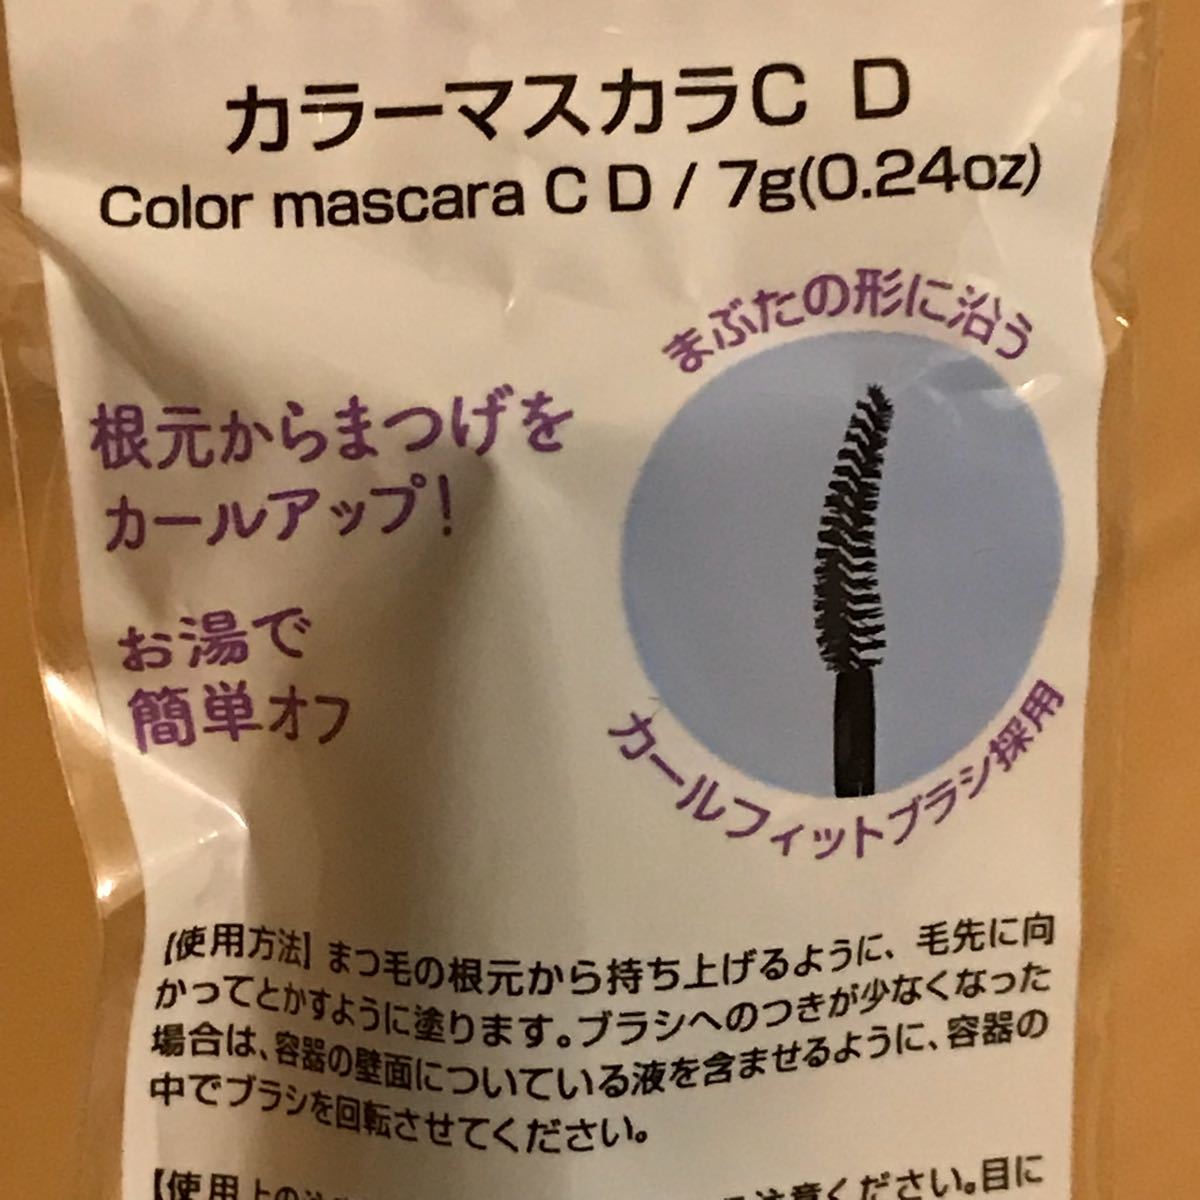 カラーマスカラC D
Color mascara C D / 7g(0.24oz)
まぶたの形に沿う
根元からまつげを
カールアップ!
お湯で
簡単オフ
カールフィットブラシ採用
【使用方法】まつ毛の根元から持ち上げるように、毛先に向
かってとかすように塗ります。ブラシへのつきが少なくなった
場合は、容器の壁面についている液を含ませるように、容器の
中でブラシを回転させてください。
【使用上の 注意ください。目に